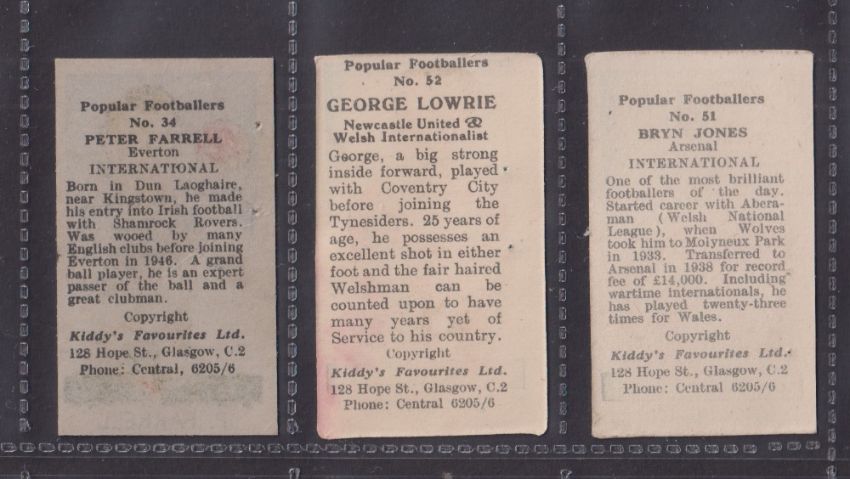 Popular Footballers
No. 34
PETER FARRELL
Everton
INTERNATIONAL
Born in Dun Laoghaire,
near Kingstown, he made
his entry into Irish football
with Shamrock Rovers.
Was wooed by many
English clubs before joining
Everton in 1946. A grand
ball player, he is an expert
passer of the ball and a
great clubman.
Copyright
Kiddy's Favourites Ltd.
128 Hope St., Glasgow, C.2
Phone: Central, 6205/6
Popular Footballers
No. 52
GEORGE LOWRIE
Newcastle United &
Welsh Internationalist
George, a big strong
inside forward, played
with Coventry City
before joining the
Tynesiders. 25 years of
age, he possesses an
excellent shot in either
foot and the fair haired
Welshman can be
counted upon to have
many years yet of
Service to his country.
Copyright
Kiddy's Favourites Ltd.
128 Hope St., Glasgow, C.2
Phone: Central 6205/6
Popular Footballers
No. 51
BRYN JONES
Arsenal
INTERNATIONAL
One of the most brilliant
footballers of the day.
Started career with Abera-
man (Welsh National
League), when Wolves
took him to Molyneux Park
in 1933. Transferred to
Arsenal in 1938 for record
fee of £14,000. Including
wartime internationals, he
has played twenty-three
times for Wales.
Copyright
Kiddy's Favourites Ltd.
128 Hope St., Glasgow, C.2
Phone: Central 6205/6